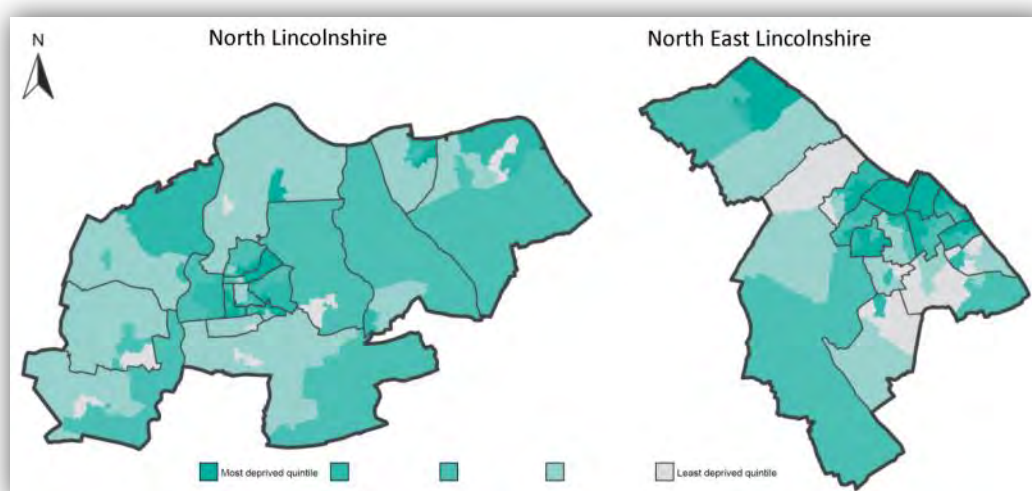 North Lincolnshire
North East Lincolnshire
N
Most deprived quintile
Least deprived quintile